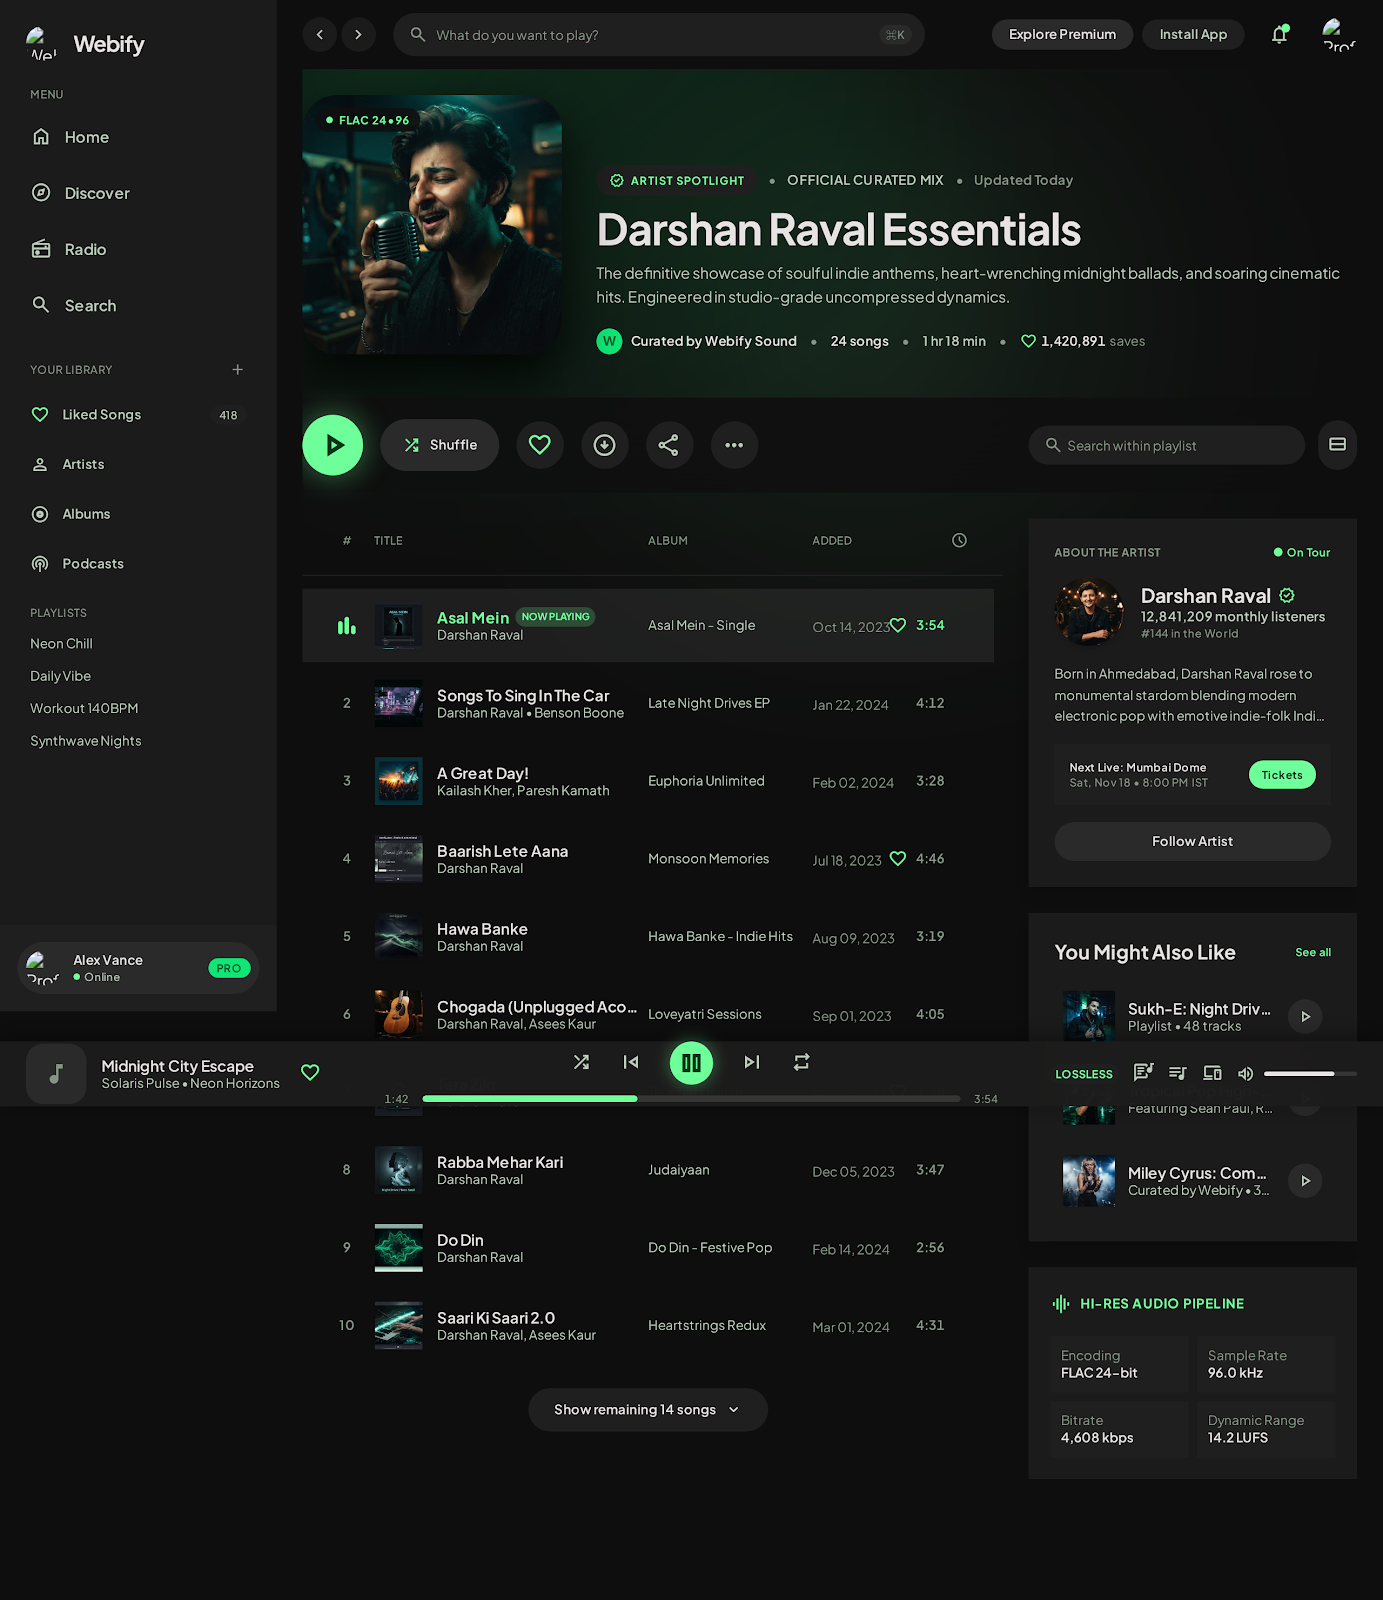 Webify
MENU
Home
Discover
Radio
Search
YOUR LIBRARY
Liked Songs 418
Artists
Albums
Podcasts
PLAYLISTS
Neon Chill
Daily Vibe
Workout 140BPM
Synthwave Nights
Alex Vance
Online
PRO
What do you want to play? ⌘K
Explore Premium
Install App
FLAC 24•96
ARTIST SPOTLIGHT • OFFICIAL CURATED MIX • Updated Today
Darshan Raval Essentials
The definitive showcase of soulful indie anthems, heart-wrenching midnight ballads, and soaring cinematic
hits. Engineered in studio-grade uncompressed dynamics.
W Curated by Webify Sound • 24 songs • 1 hr 18 min • 1,420,891 saves
Shuffle
Search within playlist
# TITLE ALBUM ADDED
Asal Mein NOW PLAYING
Darshan Raval
Asal Mein - Single
Oct 14, 2023
3:54
2
Songs To Sing In The Car
Darshan Raval • Benson Boone
Late Night Drives EP
Jan 22, 2024
4:12
3
A Great Day!
Kailash Kher, Paresh Kamath
Euphoria Unlimited
Feb 02, 2024
3:28
4
Baarish Lete Aana
Darshan Raval
Monsoon Memories
Jul 18, 2023
4:46
5
Hawa Banke
Darshan Raval
Hawa Banke - Indie Hits
Aug 09, 2023
3:19
6
Chogada (Unplugged Aco...
Darshan Raval, Asees Kaur
Loveyatri Sessions
Sep 01, 2023
4:05
8
Rabba Mehar Kari
Darshan Raval
Judaiyaan
Dec 05, 2023
3:47
9
Do Din
Darshan Raval
Do Din - Festive Pop
Feb 14, 2024
2:56
10
Saari Ki Saari 2.0
Darshan Raval, Asees Kaur
Heartstrings Redux
Mar 01, 2024
4:31
Show remaining 14 songs
ABOUT THE ARTIST
On Tour
Darshan Raval
12,841,209 monthly listeners
#144 in the World
Born in Ahmedabad, Darshan Raval rose to
monumental stardom blending modern
electronic pop with emotive indie-folk Indi...
Next Live: Mumbai Dome
Sat, Nov 18 • 8:00 PM IST
Tickets
Follow Artist
You Might Also Like
See all
Sukh-E: Night Driv...
Playlist • 48 tracks
Featuring Sean Paul, R...
Miley Cyrus: Com...
Curated by Webify • 3...
HI-RES AUDIO PIPELINE
Encoding
FLAC 24-bit
Sample Rate
96.0 kHz
Bitrate
4,608 kbps
Dynamic Range
14.2 LUFS
Midnight City Escape
Solaris Pulse • Neon Horizons
1:42
3:54
LOSSLESS